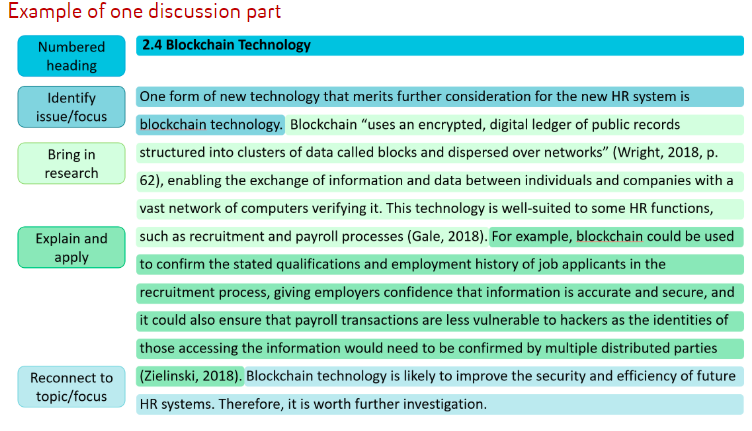 Example of one discussion part
Numbered
heading
2.4 Blockchain Technology
Identify
issue/focus
One form of new technology that merits further consideration for the new HR system is
blockchain technology. Blockchain “uses an encrypted, digital ledger of public records
Bring in
research
structured into clusters of data called blocks and dispersed over networks” (Wright, 2018, p.
62), enabling the exchange of information and data between individuals and companies with a
vast network of computers verifying it. This technology is well-suited to some HR functions,
such as recruitment and payroll processes (Gale, 2018). For example, blockchain could be used
Explain and
apply
to confirm the stated qualifications and employment history of job applicants in the
recruitment process, giving employers confidence that information is accurate and secure, and
it could also ensure that payroll transactions are less vulnerable to hackers as the identities of
those accessing the information would need to be confirmed by multiple distributed parties
Reconnect to
topic/focus
(Zielinski, 2018). Blockchain technology is likely to improve the security and efficiency of future
HR systems. Therefore, it is worth further investigation.